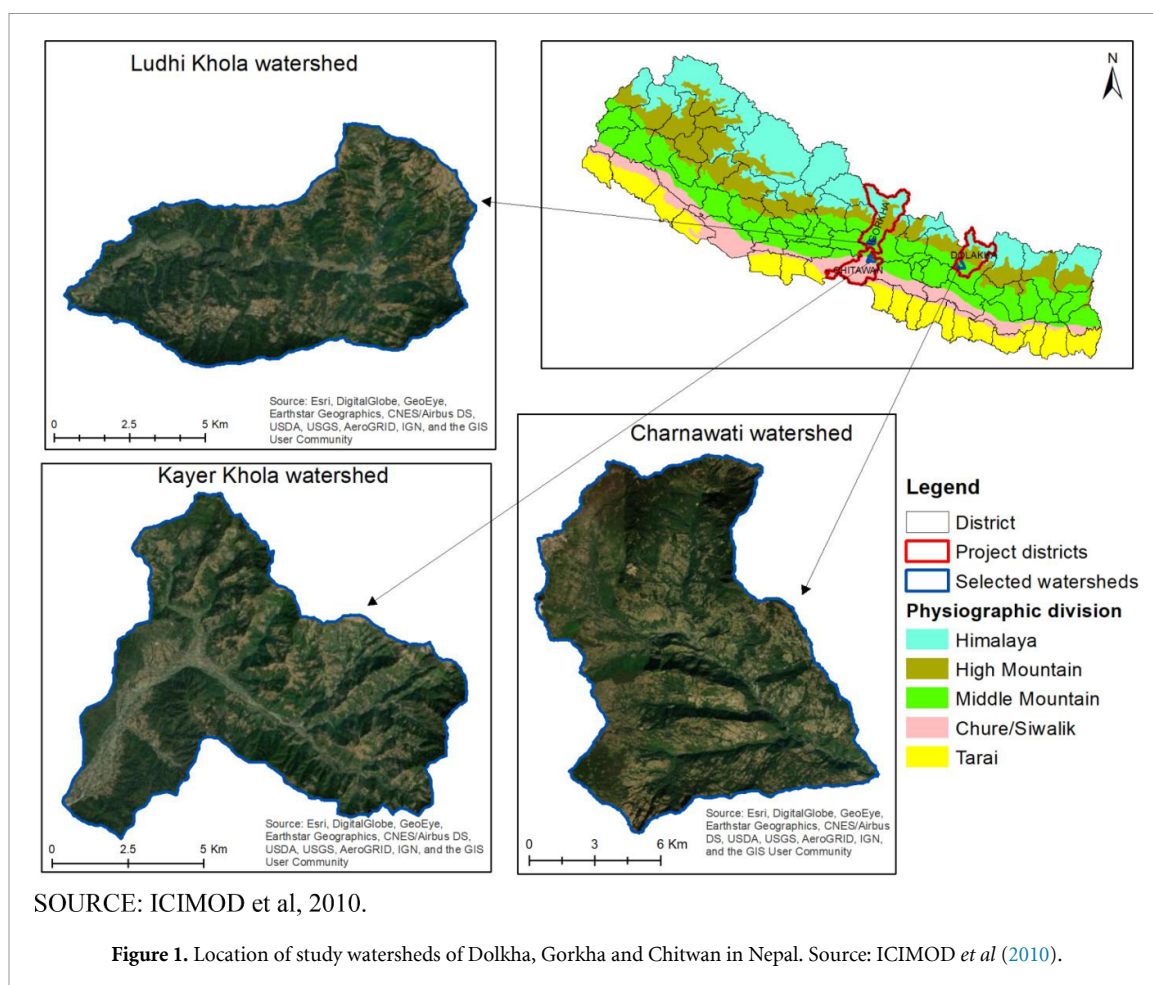 Ludhi Khola watershed
Source: Esri, DigitalGlobe, GeoEye,
Earthstar Geographics, CNES/Airbus DS,
USDA, USGS, AeroGRID, IGN, and the GIS
User Community
0 2.5 5 Km
N
GORKHA
DOLAKHA
CHITAWAN
Kayer Khola watershed
Source: Esri, DigitalGlobe, GeoEye,
Earthstar Geographics, CNES/Airbus DS,
USDA, USGS, AeroGRID, IGN, and the GIS
User Community
0 2.5 5 Km
Charnawati watershed
Source: Esri, DigitalGlobe, GeoEye,
Earthstar Geographics, CNES/Airbus
DS, USDA, USGS, AeroGRID, IGN,
and the GIS User Community
0 3 6 Km
Legend
District
Project districts
Selected watersheds
Physiographic division
Himalaya
High Mountain
Middle Mountain
Chure/Siwalik
Tarai
SOURCE: ICIMOD et al, 2010.
Figure 1. Location of study watersheds of Dolkha, Gorkha and Chitwan in Nepal. Source: ICIMOD et al (2010).